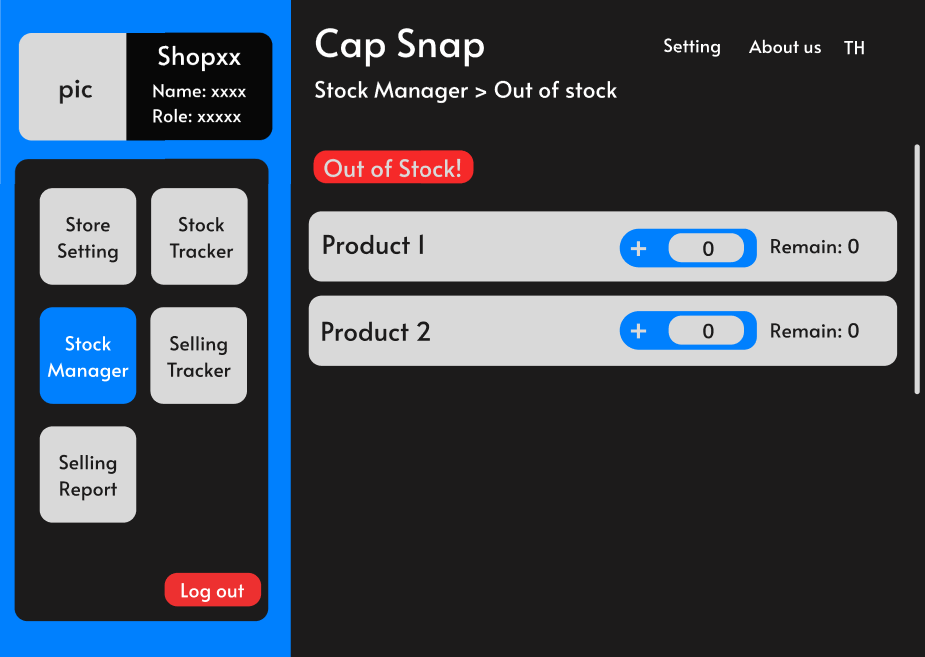 pic
Shopxx
Name: xxxx
Role: xxxxx
Store
Setting
Stock
Tracker
Stock
Manager
Selling
Tracker
Selling
Report
Log out
Cap Snap
Setting
About us
TH
Stock Manager > Out of stock
Out of Stock!
Product 1
+ 0
Remain: 0
Product 2
+ 0
Remain: 0